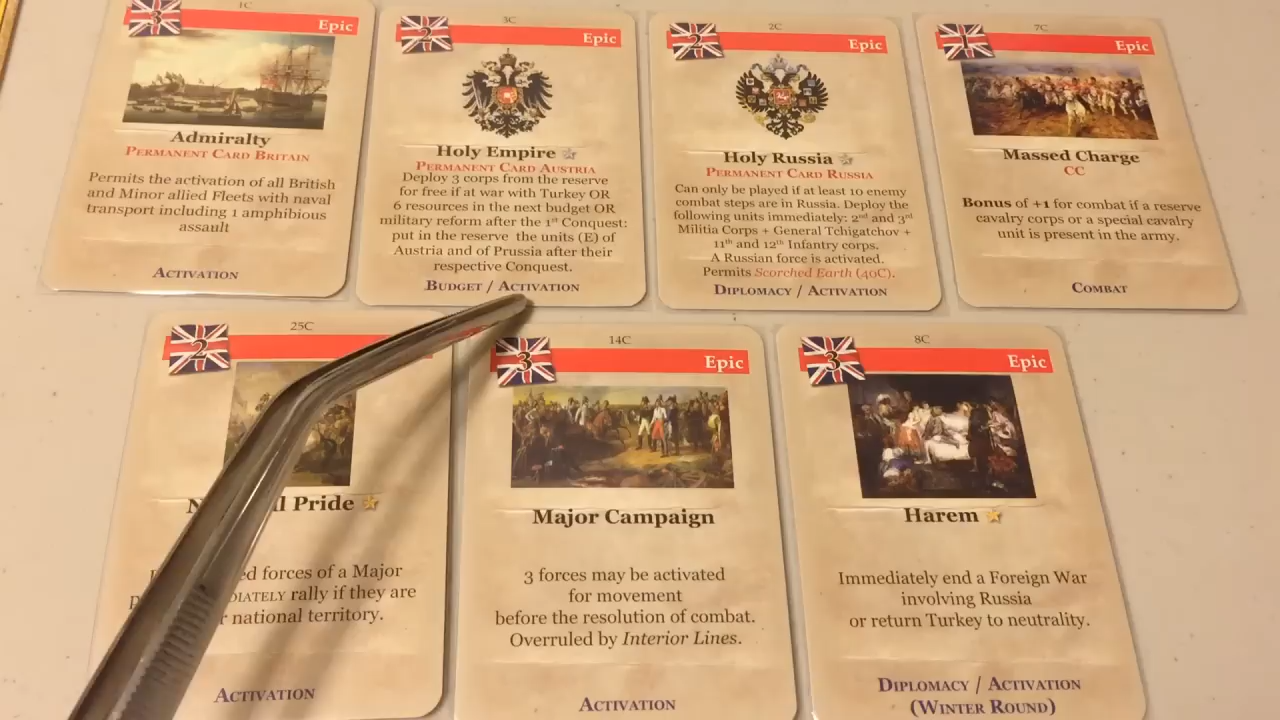 1C
3
Epic
Admiralty
Permanent Card Britain
Permits the activation of all British
and Minor allied Fleets with naval
transport including 1 amphibious
assault
Activation
3C
2
Epic
Holy Empire
Permanent Card Austria
Deploy 3 corps from the reserve
for free if at war with Turkey OR
6 resources in the next budget OR
military reform after the 1st Conquest:
put in the reserve the units (E) of
Austria and of Prussia after their
respective Conquest.
Budget / Activation
2C
2
Epic
Holy Russia
Permanent Card Russia
Can only be played if at least 10 enemy
combat steps are in Russia. Deploy the
following units immediately: 2nd and 3rd
Militia Corps + General Tchigatchov +
11th and 12th Infantry corps.
A Russian force is activated.
Permits Scorched Earth (40C).
Diplomacy / Activation
7C
1
Epic
Massed Charge
CC
Bonus of +1 for combat if a reserve
cavalry corps or a special cavalry
unit is present in the army.
Combat
25C
2
Pride
forces of a Major
rally if they are
national territory.
Activation
14C
3
Epic
Major Campaign
3 forces may be activated
for movement
before the resolution of combat.
Overruled by Interior Lines.
Activation
8C
3
Epic
Harem
Immediately end a Foreign War
involving Russia
or return Turkey to neutrality.
Diplomacy / Activation
(Winter Round)